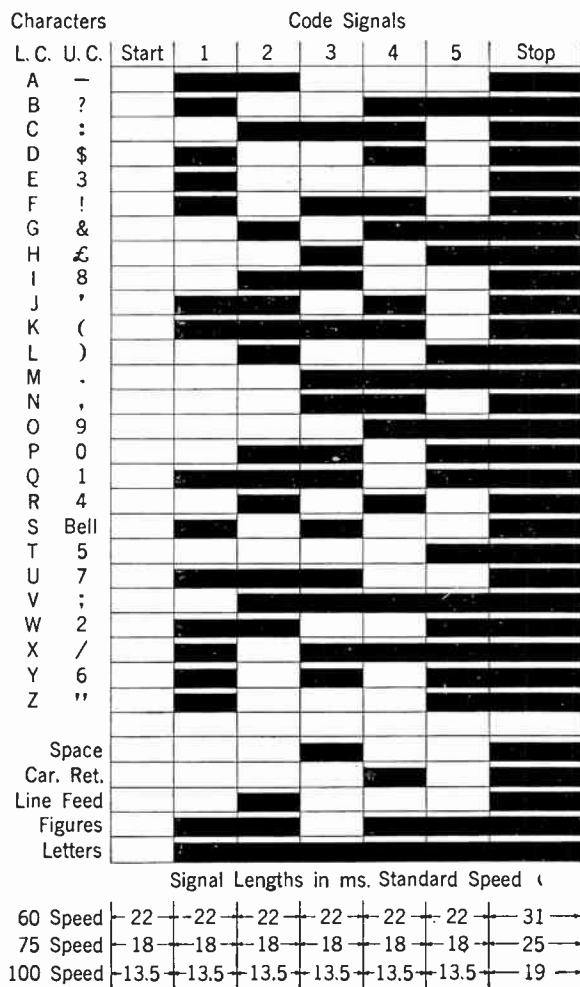 Characters Code Signals
L. C. U. C. Start 1 2 3 4 5 Stop
A —
B ?
C :
D $
E 3
F !
G &
H £
I 8
J '
K (
L )
M .
N ,
O 9
P 0
Q 1
R 4
S Bell
T 5
U 7
V ;
W 2
X /
Y 6
Z "
Space
Car. Ret.
Line Feed
Figures
Letters
Signal Lengths in ms. Standard Speed (
60 Speed 22 22 22 22 22 22 31
75 Speed 18 18 18 18 18 18 25
100 Speed 13.5 13.5 13.5 13.5 13.5 13.5 19